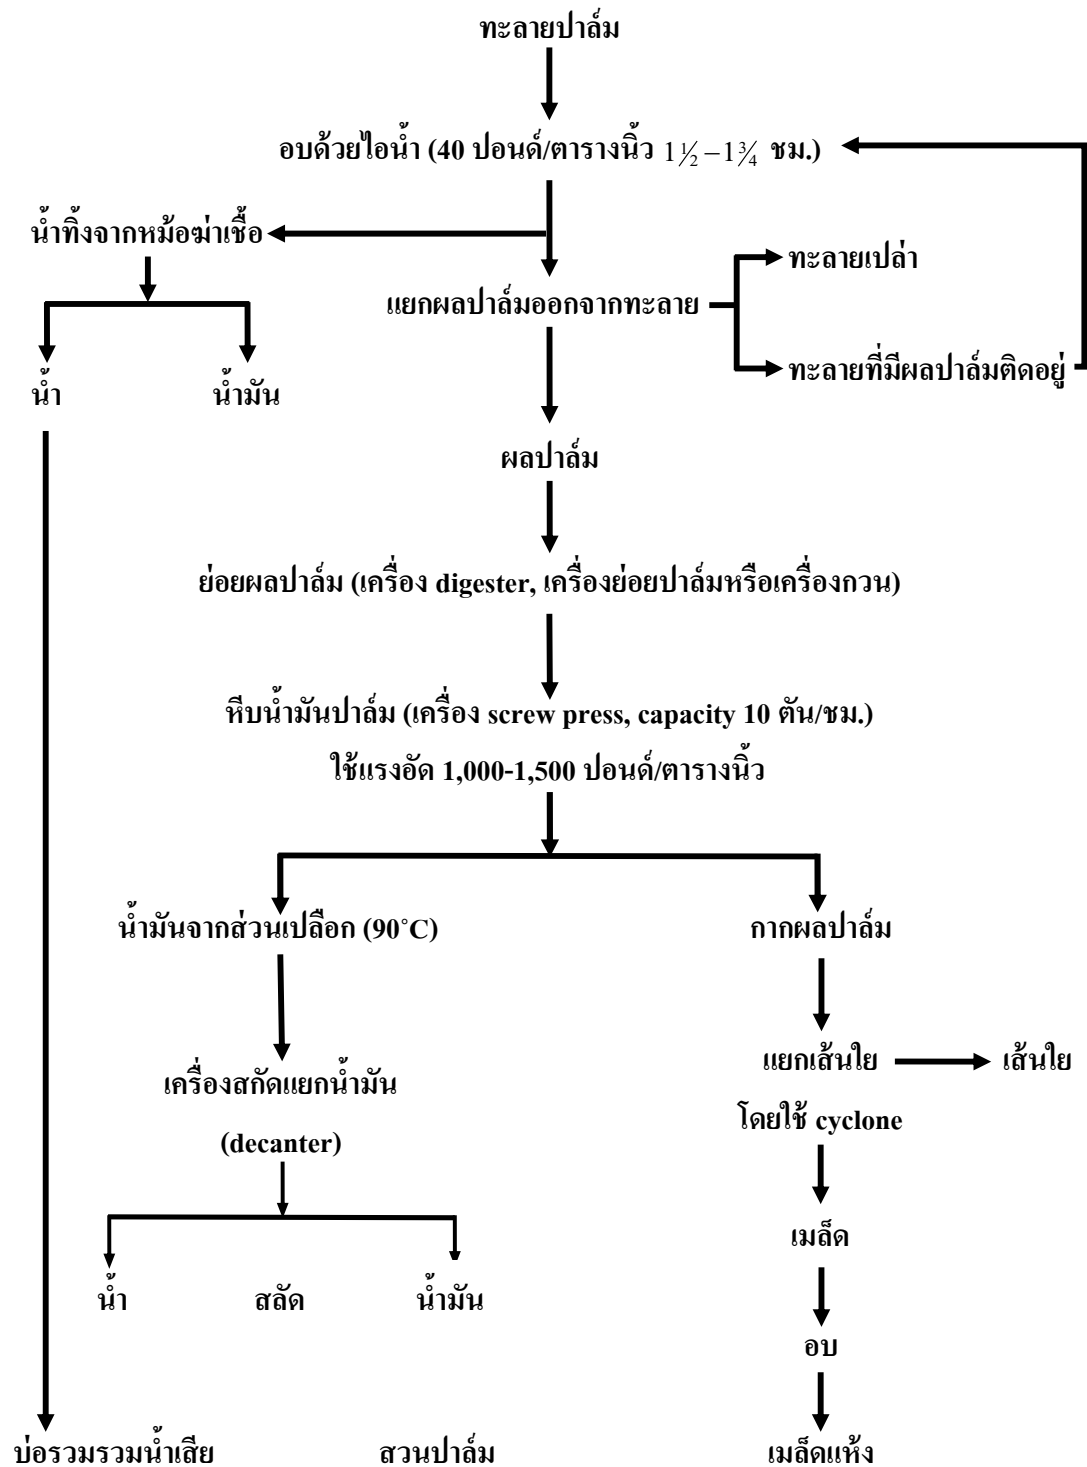 ทะลายปาล์ม
อบด้วยไอน้ำ (40 ปอนด์/ตารางนิ้ว 1½–1¾ ชม.)
น้ำทิ้งจากหม้อฆ่าเชื้อ
ทะลายเปล่า
แยกผลปาล์มออกจากทะลาย
ทะลายที่มีผลปาล์มติดอยู่
น้ำ น้ำมัน
ผลปาล์ม
ย่อยผลปาล์ม (เครื่อง digester, เครื่องย่อยปาล์มหรือเครื่องกวน)
หีบน้ำมันปาล์ม (เครื่อง screw press, capacity 10 ตัน/ชม.)
ใช้แรงอัด 1,000-1,500 ปอนด์/ตารางนิ้ว
น้ำมันจากส่วนเปลือก (90°C) กากผลปาล์ม
แยกเส้นใย เส้นใย
เครื่องสกัดแยกน้ำมัน
โดยใช้ cyclone
(decanter)
เมล็ด
น้ำ สลัด น้ำมัน
อบ
บ่อรวมรวมน้ำเสีย สวนปาล์ม เมล็ดแห้ง